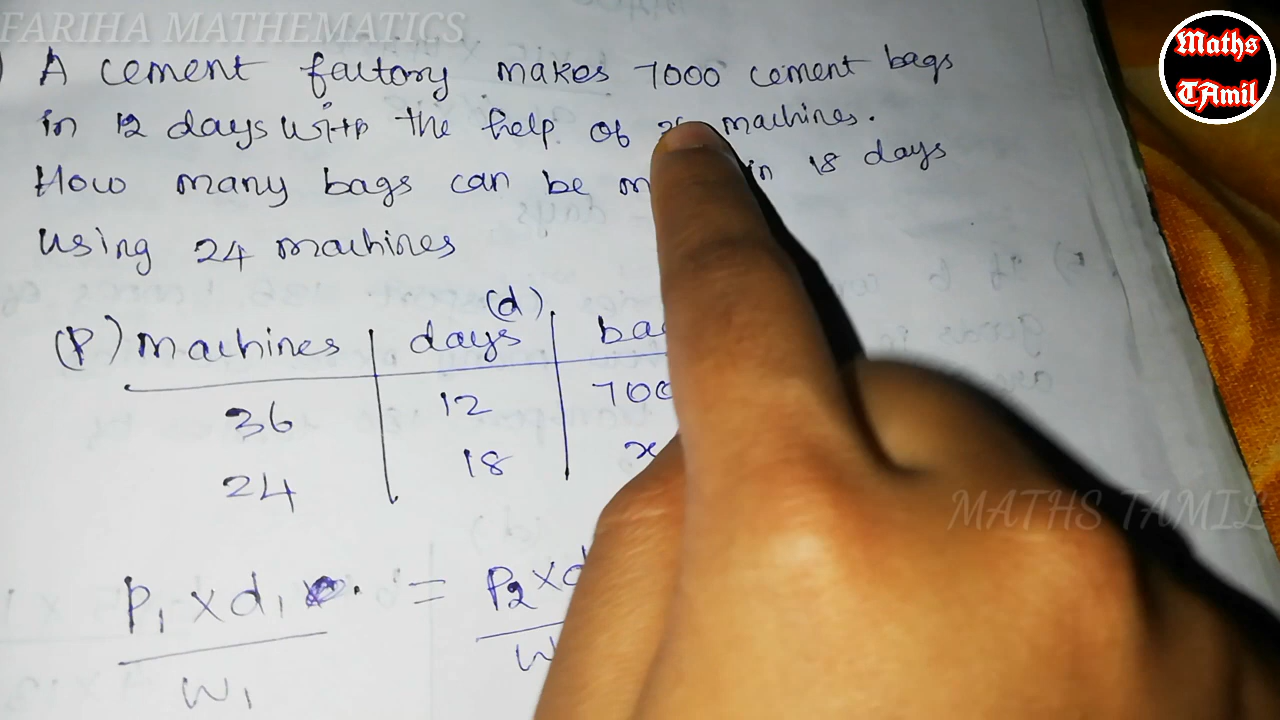 FARIHA MATHEMATICS
Maths
TAmil
) A cement factory makes 7000 cement bags
in 12 days with the help of machines.
How many bags can be in 18 days
using 24 machines
(d)
(P) machines days
36 12
24 18 x
P1 x d1 = P2 x d
W1 W
MATHS TAMIL